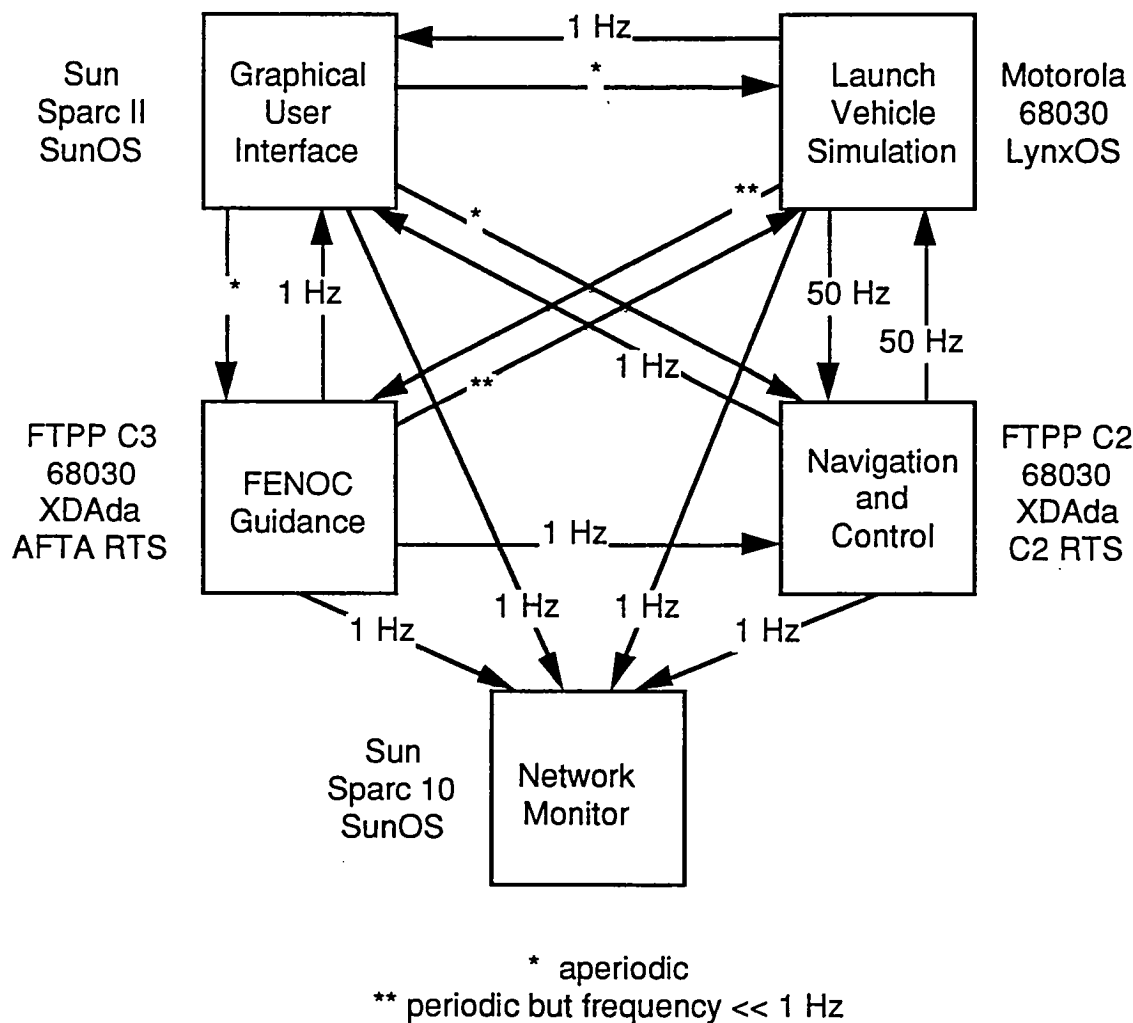 1 Hz
*
Sun
Sparc II
SunOS
Graphical
User
Interface
Launch
Vehicle
Simulation
Motorola
68030
LynxOS
**
*
*
1 Hz
50 Hz
50 Hz
1 Hz
**
FTPP C3
68030
XDAda
AFTA RTS
FENOC
Guidance
Navigation
and
Control
FTPP C2
68030
XDAda
C2 RTS
1 Hz
1 Hz
1 Hz
1 Hz
1 Hz
Sun
Sparc 10
SunOS
Network
Monitor
* aperiodic
** periodic but frequency << 1 Hz